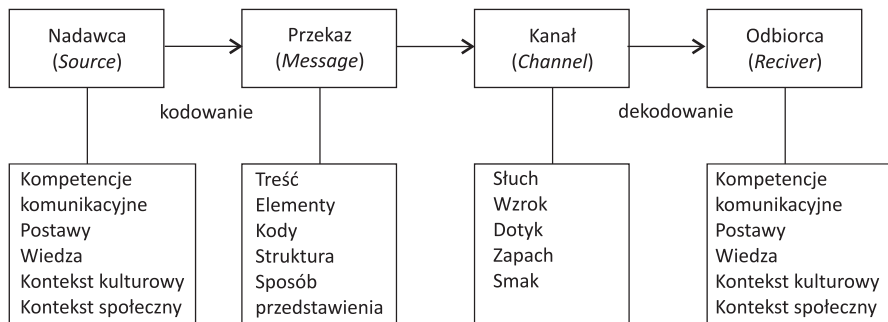 Nadawca
(Source)
Przekaz
(Message)
Kanał
(Channel)
Odbiorca
(Reciver)
kodowanie
dekodowanie
Kompetencje
komunikacyjne
Postawy
Wiedza
Kontekst kulturowy
Kontekst społeczny
Treść
Elementy
Kody
Struktura
Sposób
przedstawienia
Słuch
Wzrok
Dotyk
Zapach
Smak
Kompetencje
komunikacyjne
Postawy
Wiedza
Kontekst kulturowy
Kontekst społeczny